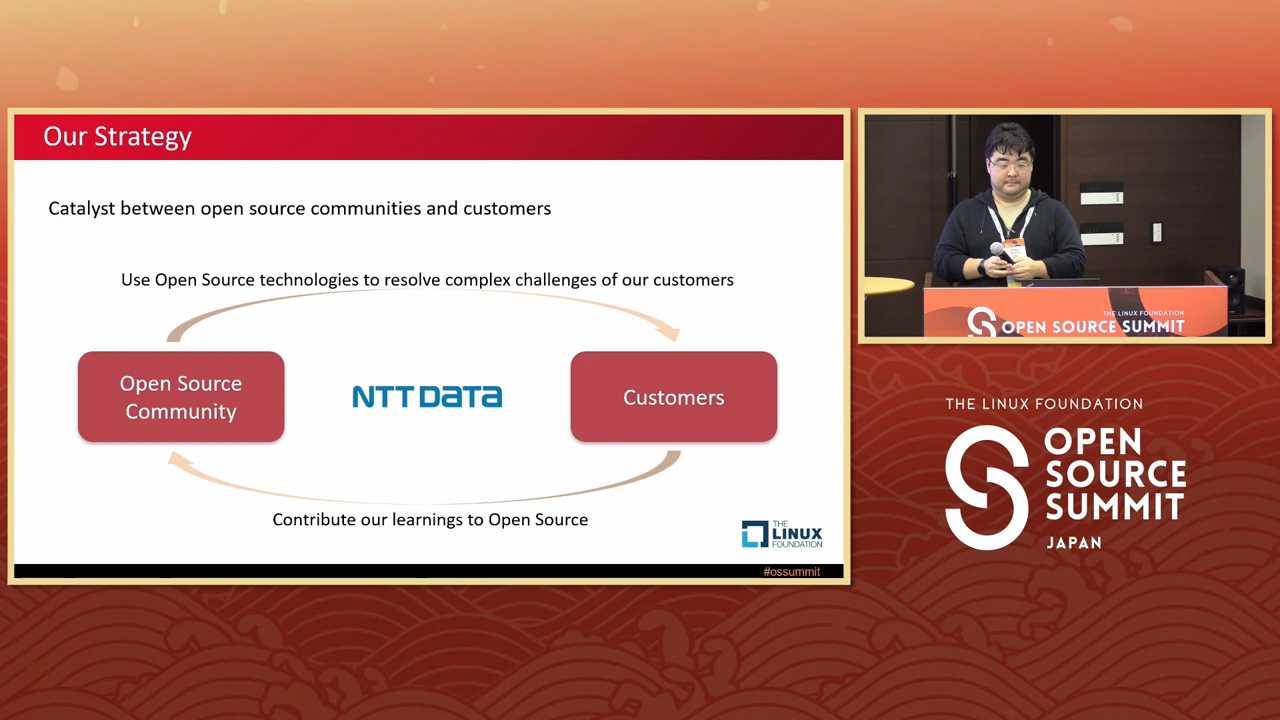 Our Strategy
Catalyst between open source communities and customers
Use Open Source technologies to resolve complex challenges of our customers
Open Source
Community
NTT DATA
Customers
Contribute our learnings to Open Source
THE
LINUX
FOUNDATION
#ossummit
THE LINUX FOUNDATION
OPEN SOURCE SUMMIT
THE LINUX FOUNDATION
OPEN
SOURCE
SUMMIT
JAPAN